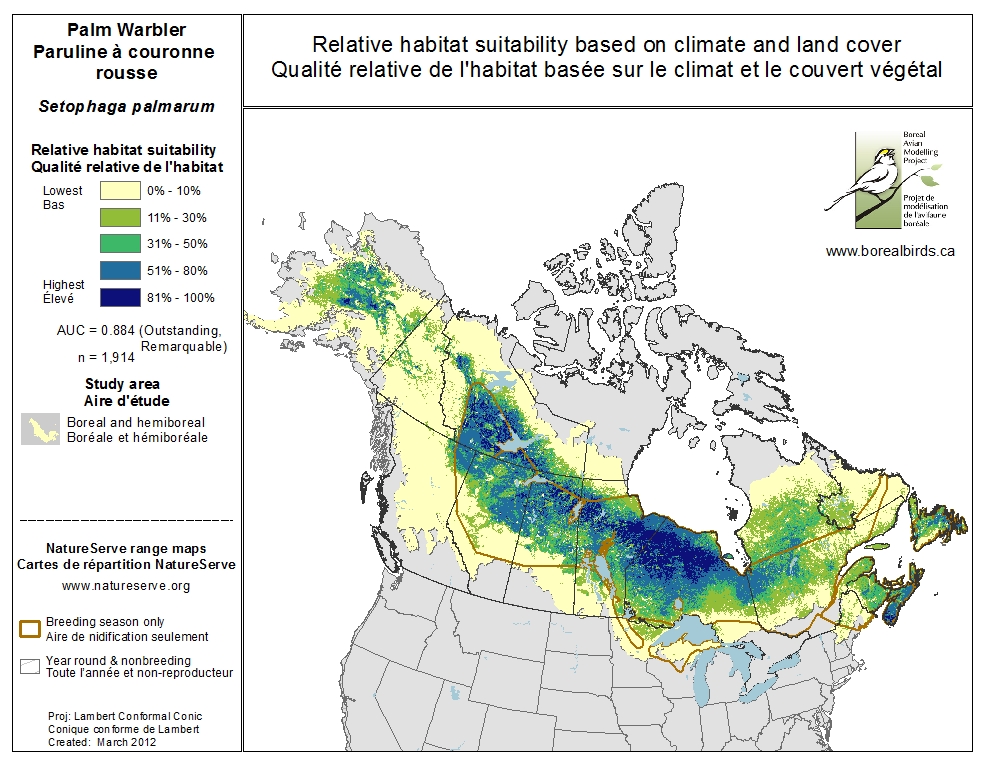 Palm Warbler
Paruline à couronne
rousse
Setophaga palmarum
Relative habitat suitability
Qualité relative de l'habitat
Lowest
Bas
0% - 10%
11% - 30%
31% - 50%
51% - 80%
Highest
Élevé
81% - 100%
AUC = 0.884 (Outstanding,
Remarquable)
n = 1,914
Study area
Aire d'étude
Boreal and hemiboreal
Boréale et hémiboréale
NatureServe range maps
Cartes de répartition NatureServe
www.natureserve.org
Breeding season only
Aire de nidification seulement
Year round & nonbreeding
Toute l'année et non-reproducteur
Proj: Lambert Conformal Conic
Conique conforme de Lambert
Created: March 2012
Relative habitat suitability based on climate and land cover
Qualité relative de l'habitat basée sur le climat et le couvert végétal
Boreal
Avian
Modelling
Project
Projet de
modélisation
de l'avifaune
boréale
www.borealbirds.ca